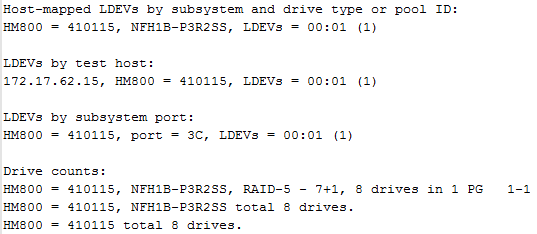 Host-mapped LDEVs by subsystem and drive type or pool ID:
HM800 = 410115, NFH1B-P3R2SS, LDEVs = 00:01 (1)
LDEVs by test host:
172.17.62.15, HM800 = 410115, LDEVs = 00:01 (1)
LDEVs by subsystem port:
HM800 = 410115, port = 3C, LDEVs = 00:01 (1)
Drive counts:
HM800 = 410115, NFH1B-P3R2SS, RAID-5 - 7+1, 8 drives in 1 PG   1-1
HM800 = 410115, NFH1B-P3R2SS total 8 drives.
HM800 = 410115 total 8 drives.